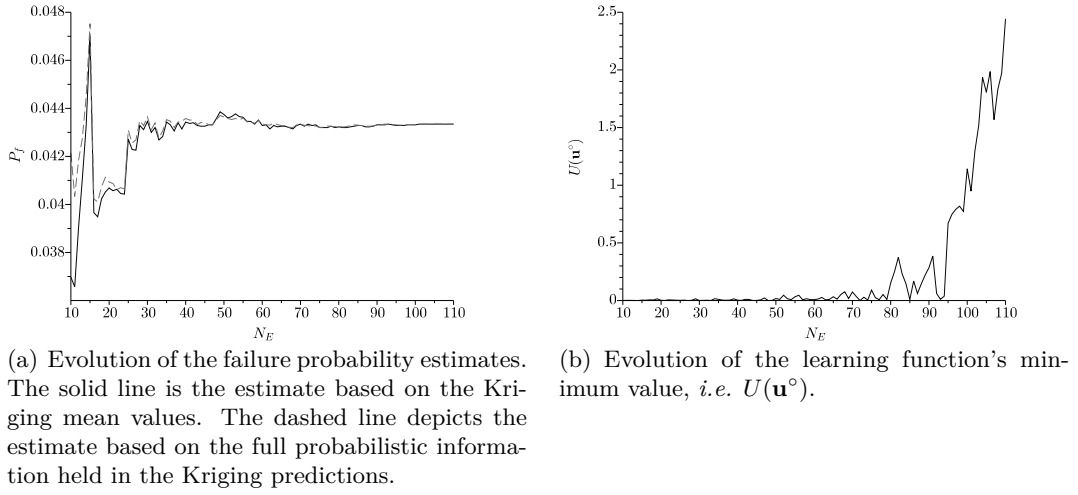 0.048
0.046
0.044
0.042
0.04
0.038
P_f
10 20 30 40 50 60 70 80 90 100 110
N_E
2.5
2
1.5
1
0.5
0
U(u°)
10 20 30 40 50 60 70 80 90 100 110
N_E
(a) Evolution of the failure probability estimates.
The solid line is the estimate based on the Kri-
ging mean values. The dashed line depicts the
estimate based on the full probabilistic informa-
tion held in the Kriging predictions.
(b) Evolution of the learning function's min-
imum value, i.e. U(u°).